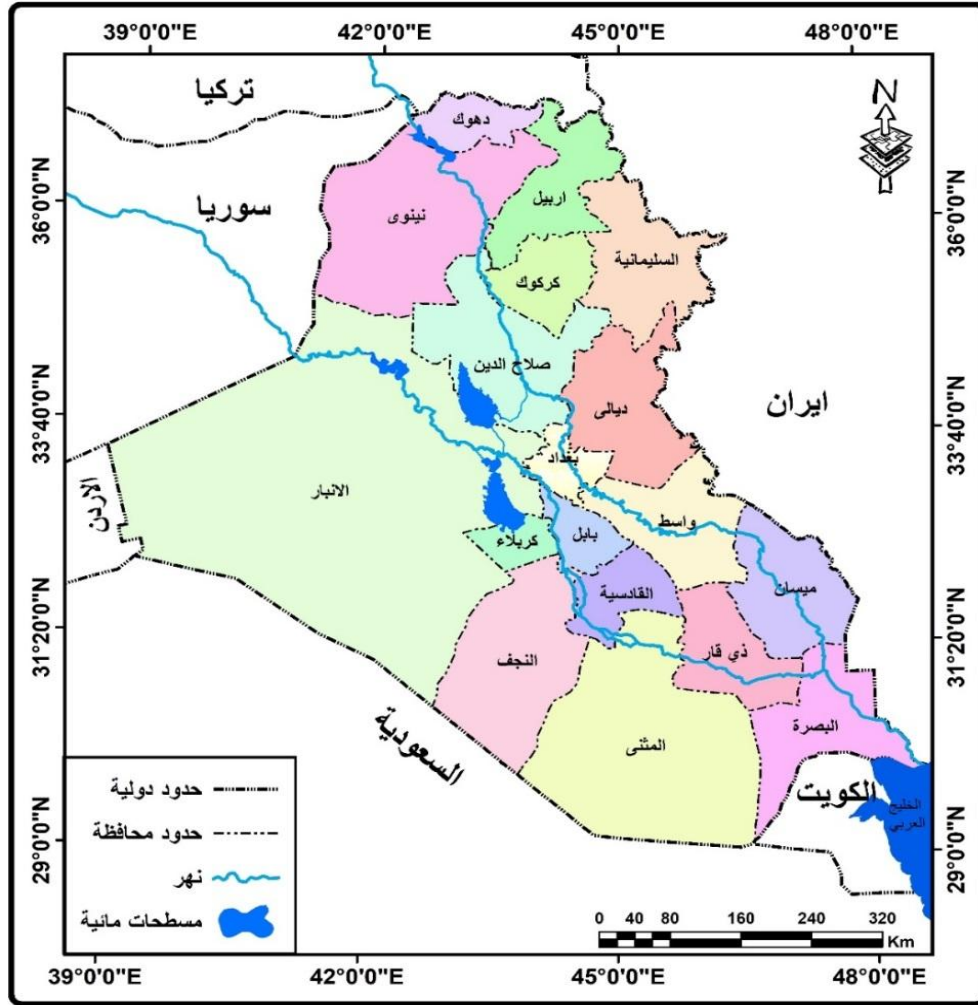 39°0'0"E
42°0'0"E
45°0'0"E
48°0'0"E
تركيا
N
دهوك
36°0'0"N
سوريا
نينوى
اربيل
36°0'0"N
السليمانية
كركوك
صلاح الدين
ديالى
ايران
33°40'0"N
33°40'0"N
بغداد
الانبار
الاردن
واسط
بابل
كربلاء
ميسان
القادسية
31°20'0"N
31°20'0"N
ذي قار
النجف
البصرة
المثنى
السعودية
الكويت
الخليج
العربي
حدود دولية
حدود محافظة
نهر
مسطحات مائية
29°0'0"N
29°0'0"N
0 40 80 160 240 320
Km
39°0'0"E
42°0'0"E
45°0'0"E
48°0'0"E